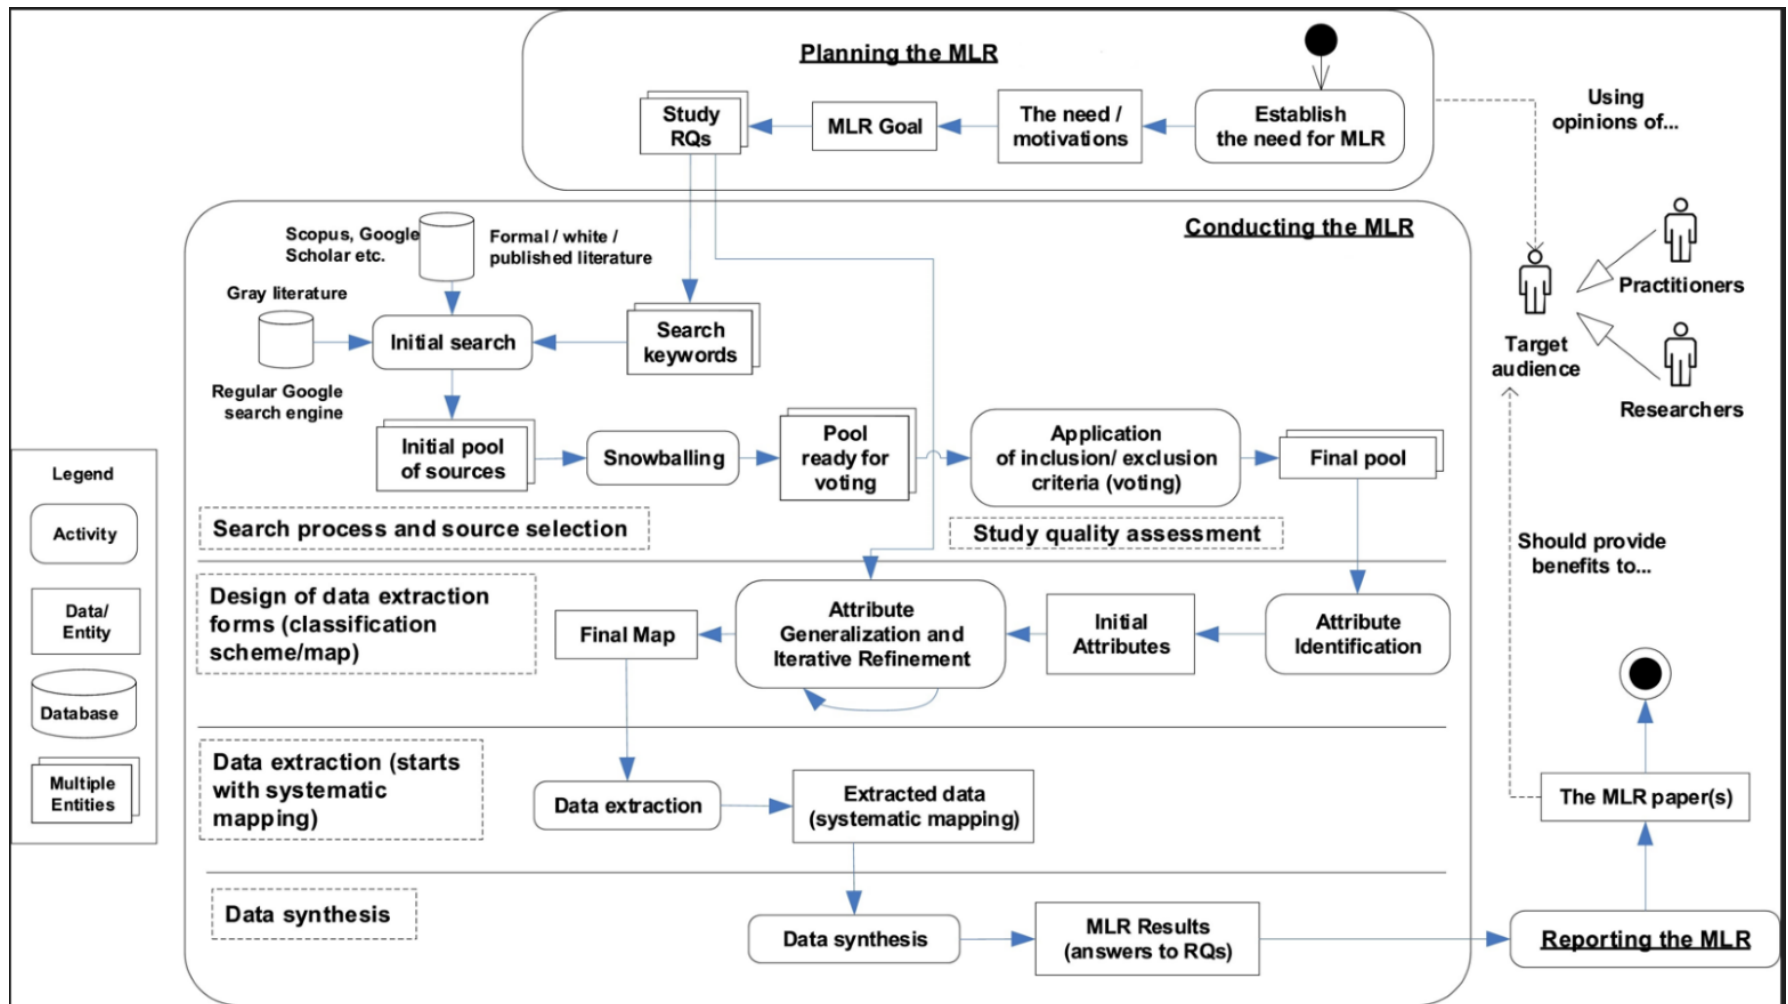 Planning the MLR
Study
RQs
MLR Goal
The need /
motivations
Establish
the need for MLR
Using
opinions of...
Conducting the MLR
Scopus, Google
Scholar etc.
Formal / white /
published literature
Gray literature
Regular Google
search engine
Initial search
Search
keywords
Practitioners
Target
audience
Researchers
Initial pool
of sources
Snowballing
Pool
ready for
voting
Application
of inclusion/ exclusion
criteria (voting)
Final pool
Search process and source selection
Study quality assessment
Should provide
benefits to...
Legend
Activity
Data/
Entity
Database
Multiple
Entities
Design of data extraction
forms (classification
scheme/map)
Final Map
Attribute
Generalization and
Iterative Refinement
Initial
Attributes
Attribute
Identification
Data extraction (starts
with systematic
mapping)
Data extraction
Extracted data
(systematic mapping)
The MLR paper(s)
Data synthesis
Data synthesis
MLR Results
(answers to RQs)
Reporting the MLR